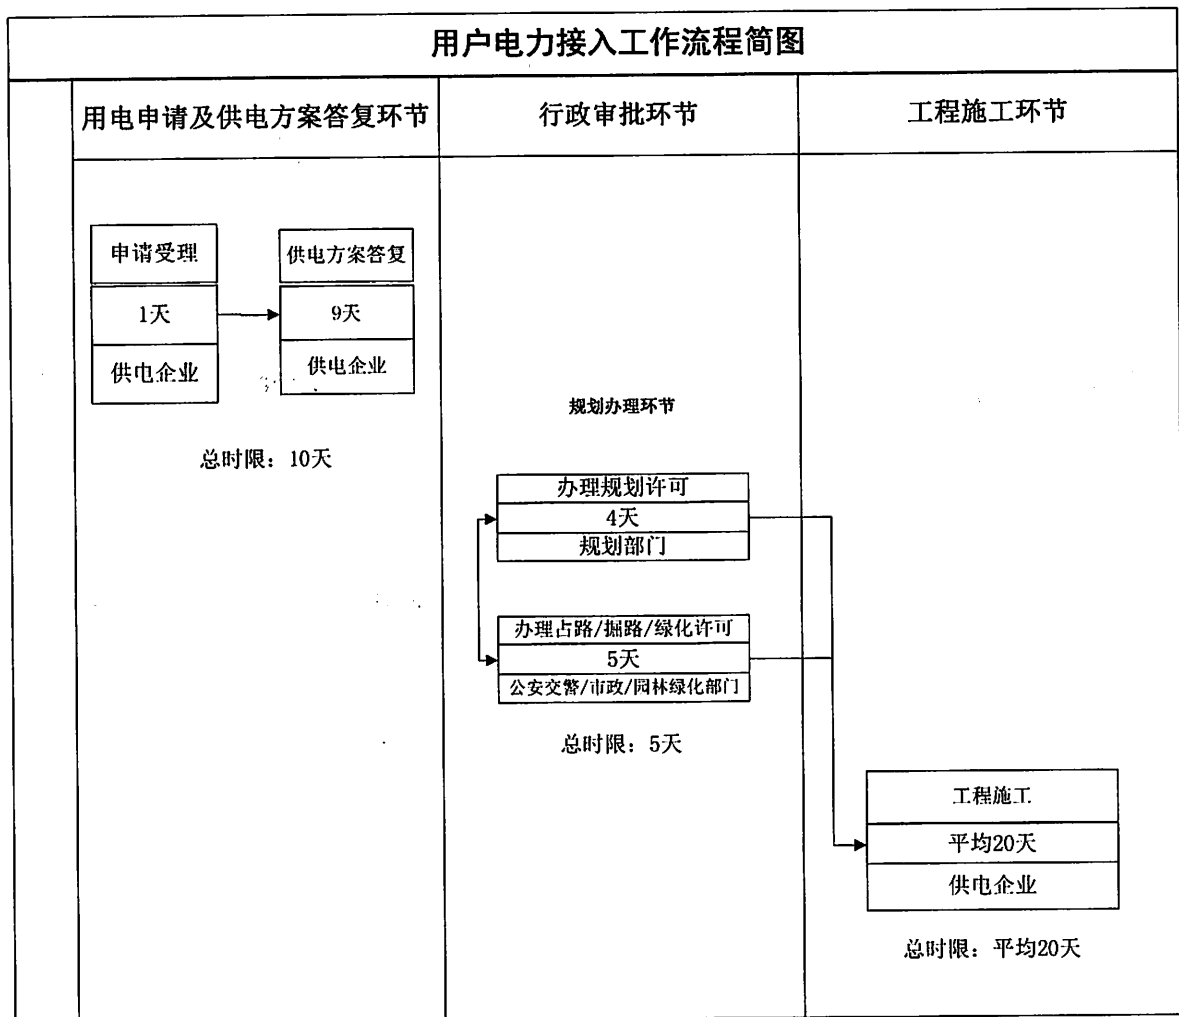 用户电力接入工作流程简图
用电申请及供电方案答复环节
行政审批环节
工程施工环节
申请受理
1天
供电企业
供电方案答复
9天
供电企业
总时限：10天
规划办理环节
办理规划许可
4天
规划部门
办理占路/掘路/绿化许可
5天
公安交警/市政/园林绿化部门
总时限：5天
工程施工
平均20天
供电企业
总时限：平均20天